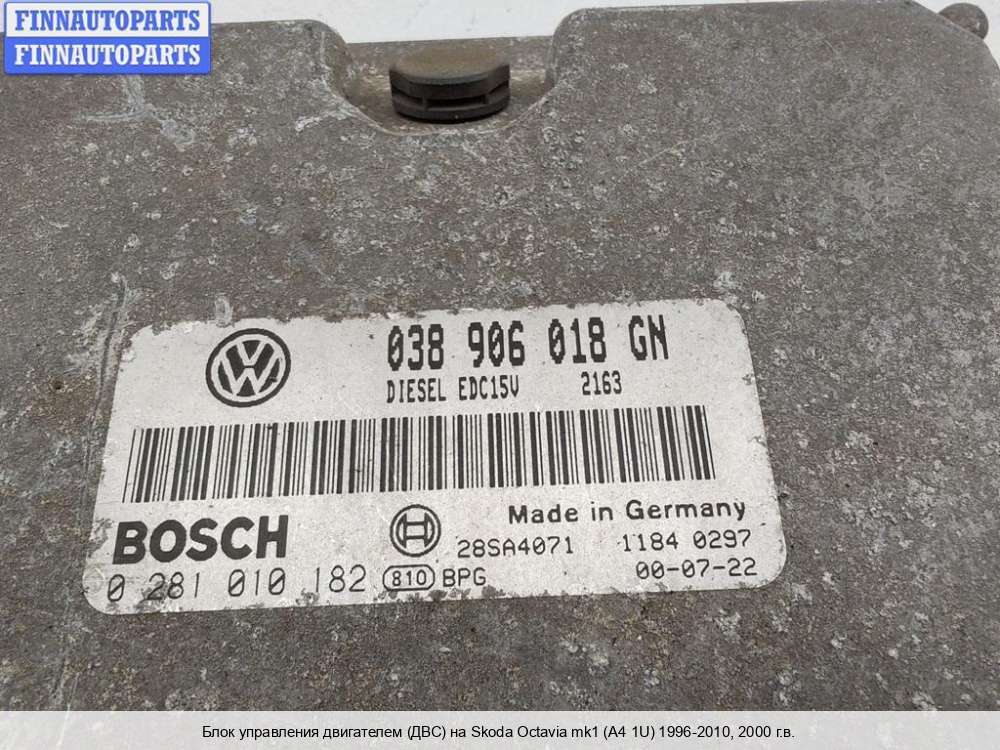 FINNAUTOPARTS
FINNAUTOPARTS
038 906 018 GN
DIESEL EDC15V 2163
BOSCH
Made in Germany
28SA4071 1184 0297
0 281 010 182 810 BPG
00-07-22
Блок управления двигателем (ДВС) на Skoda Octavia mk1 (A4 1U) 1996-2010, 2000 г.в.